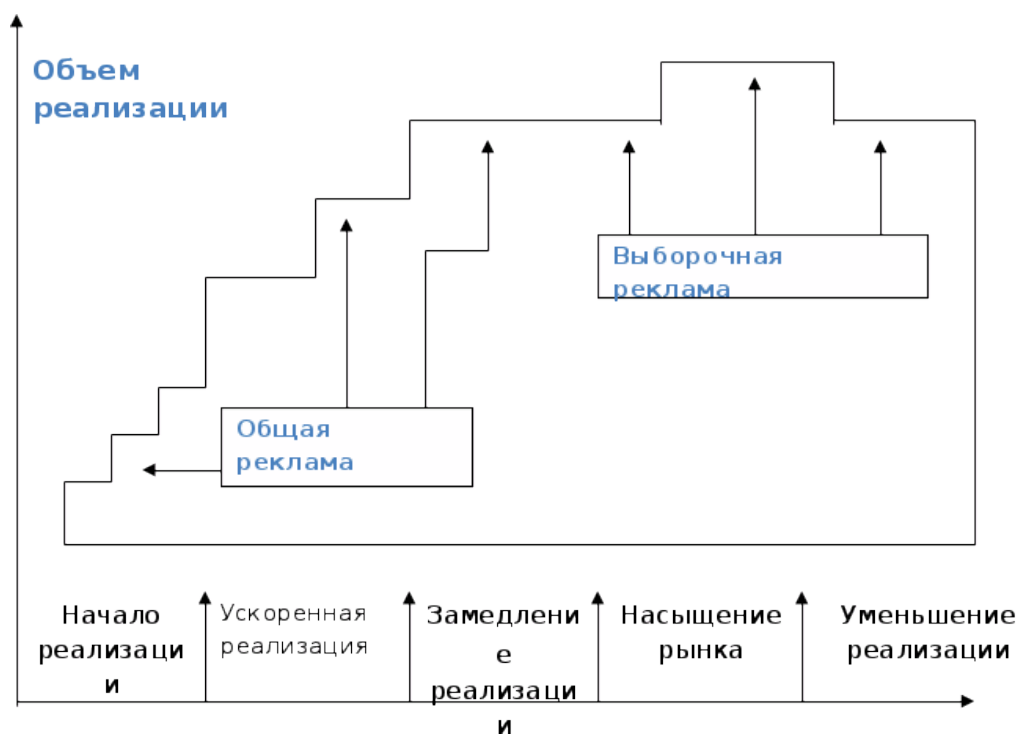 Объем
реализации
Выборочная
реклама
Общая
реклама
Начало
реализаци
и
Ускоренная
реализация
Замедлени
е
реализаци
и
Насыщение
рынка
Уменьшение
реализации